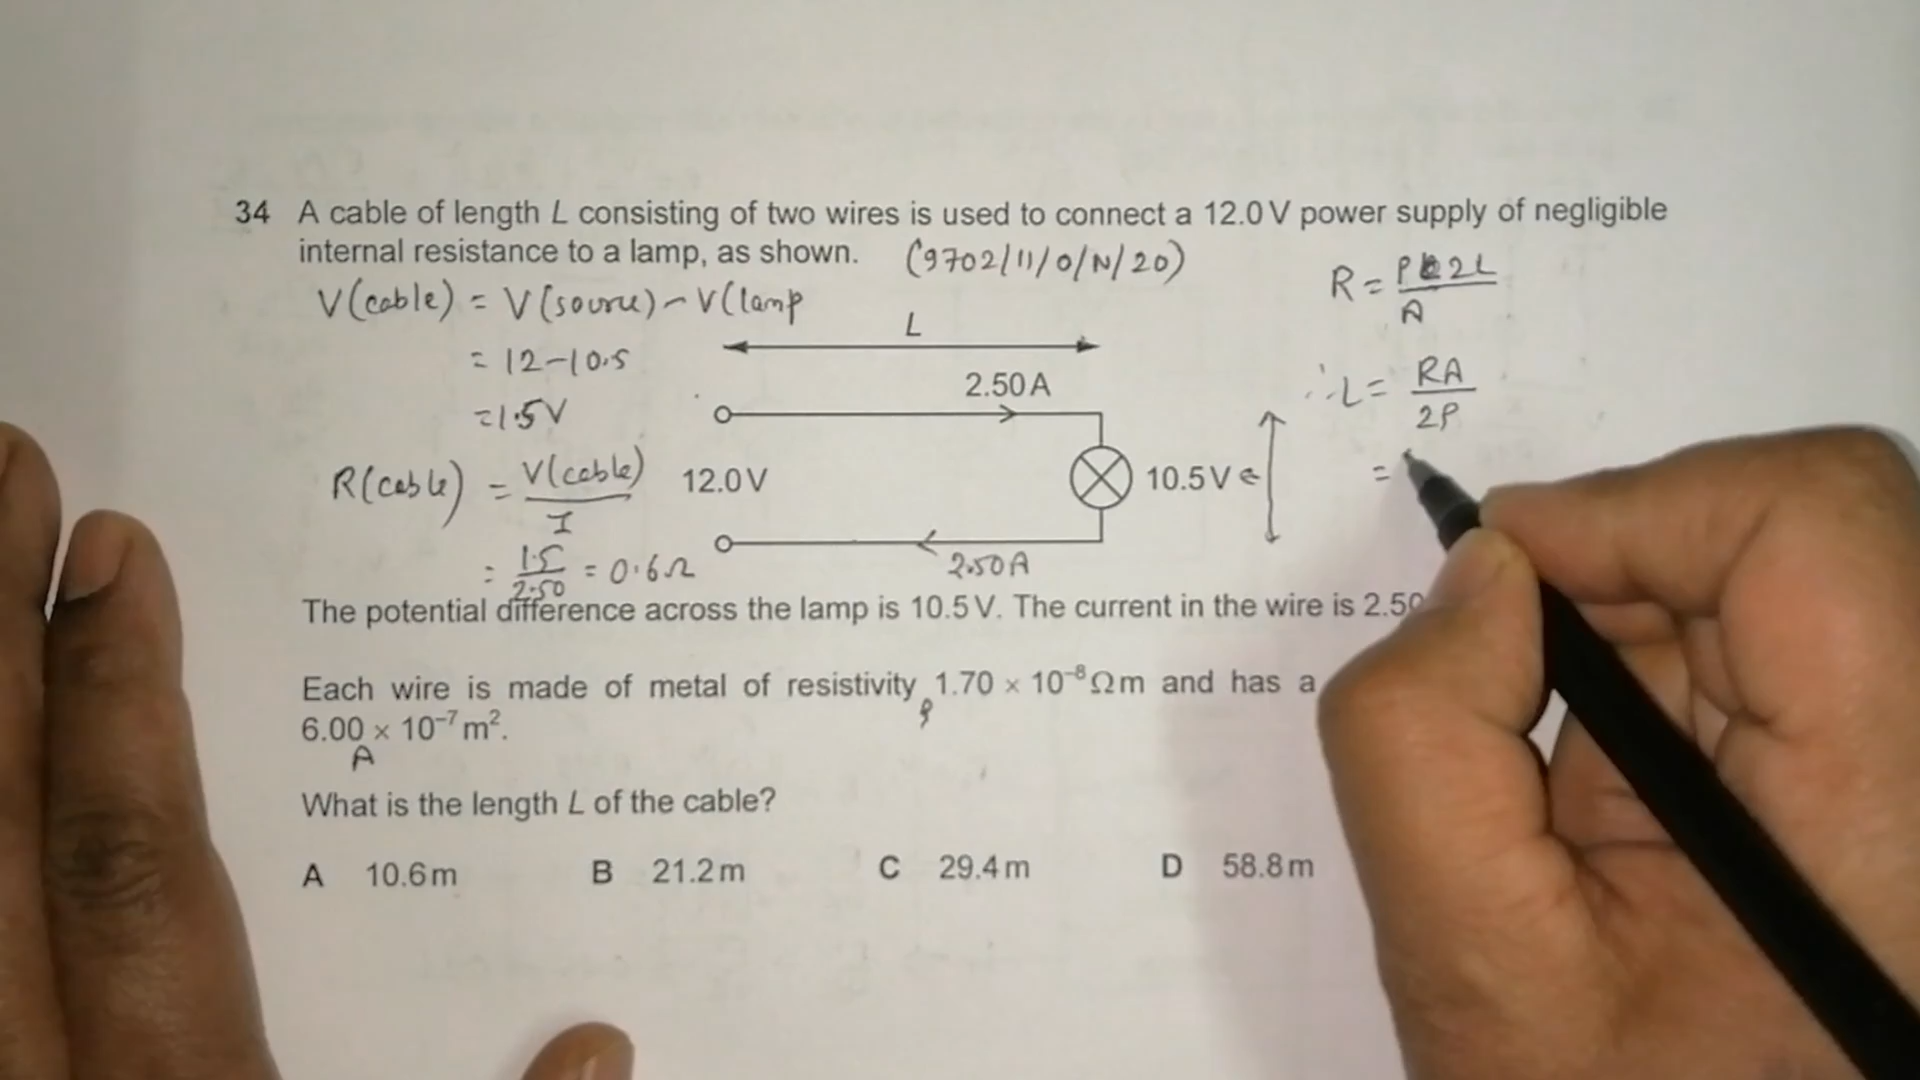 34 A cable of length L consisting of two wires is used to connect a 12.0 V power supply of negligible
internal resistance to a lamp, as shown. (9702/11/O/N/20)
V(cable) = V(source) - V(lamp
= 12-10.5
=1.5V
R(cable) = V(cable)/I
= 1.5/2.50 = 0.6Ω
L
2.50 A
12.0 V
10.5 V
2.50A
R = ρ2L/A
∴ L = RA/2ρ
=
The potential difference across the lamp is 10.5 V. The current in the wire is 2.50
Each wire is made of metal of resistivity 1.70 × 10⁻⁸ Ω m and has a
ρ
6.00 × 10⁻⁷ m².
A
What is the length L of the cable?
A 10.6 m B 21.2 m C 29.4 m D 58.8 m